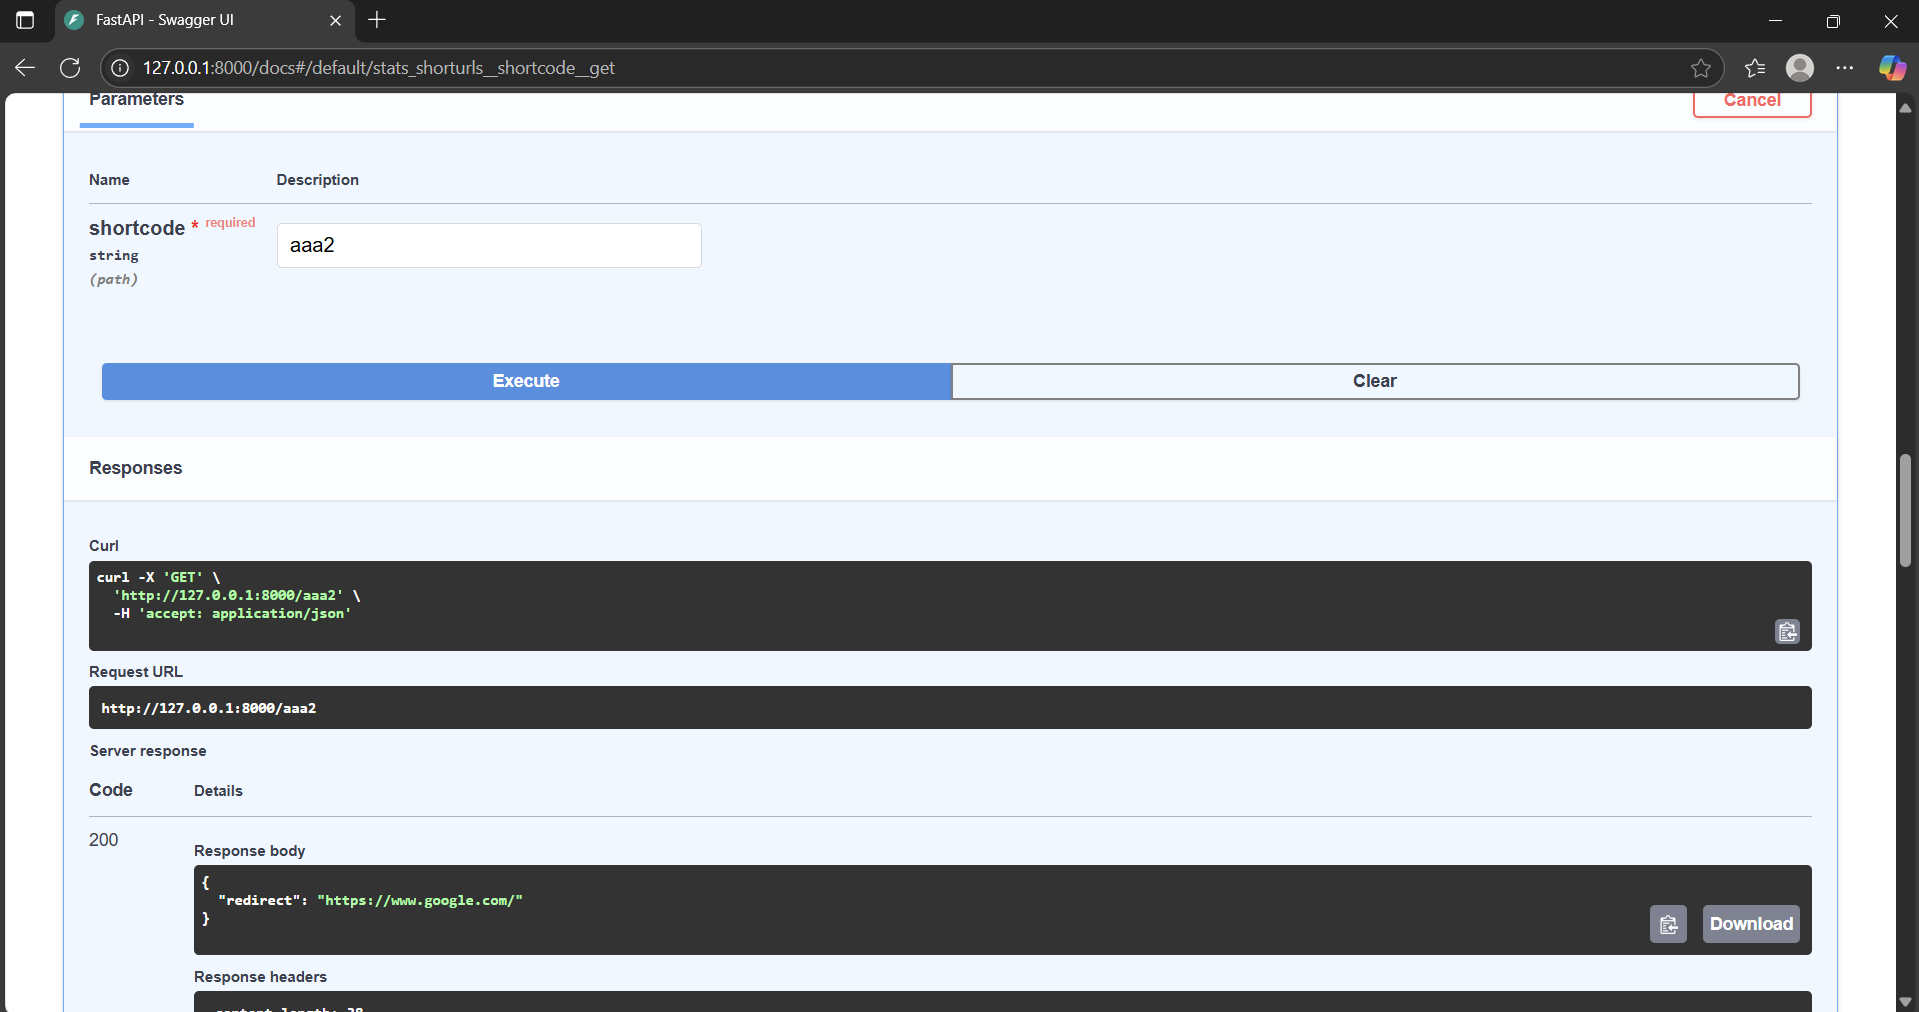 FastAPI - Swagger UI
127.0.0.1:8000/docs#/default/stats_shorturls__shortcode__get
Parameters
Cancel
Name Description
shortcode * required
aaa2
string
(path)
Execute
Clear
Responses
Curl
curl -X 'GET' \
'http://127.0.0.1:8000/aaa2' \
-H 'accept: application/json'
Request URL
http://127.0.0.1:8000/aaa2
Server response
Code Details
200
Response body
{
"redirect": "https://www.google.com/"
}
Download
Response headers
content-length: 38